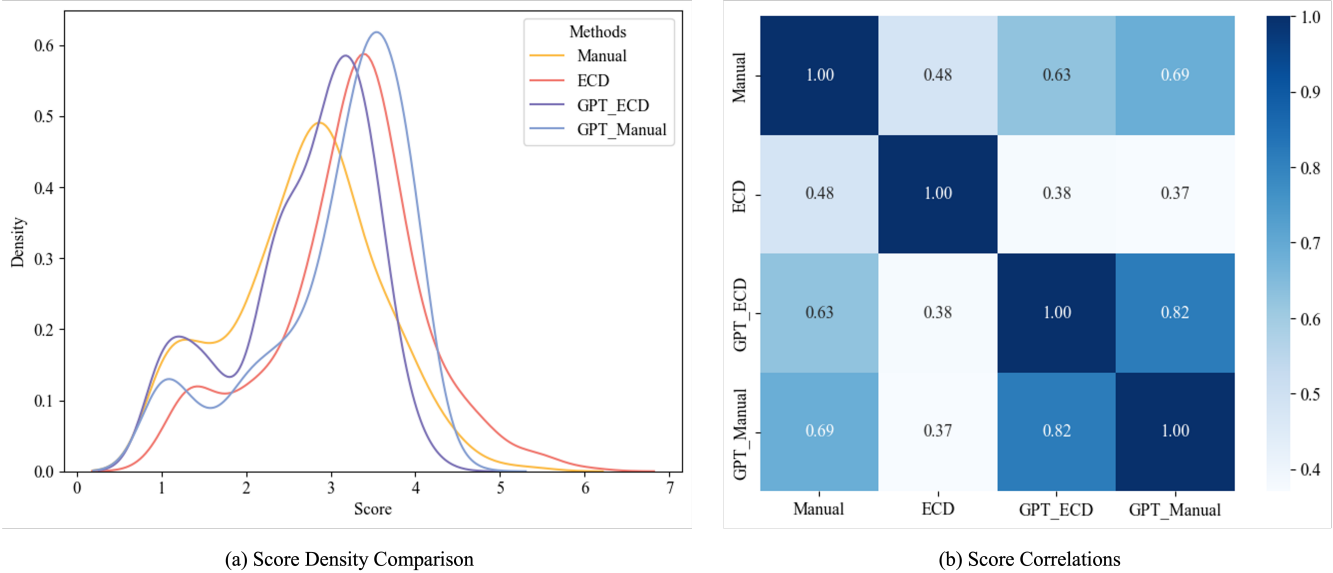 Methods
Manual
ECD
GPT_ECD
GPT_Manual
Density
0.6
0.5
0.4
0.3
0.2
0.1
0.0
0 1 2 3 4 5 6 7
Score
(a) Score Density Comparison
Manual
ECD
GPT_ECD
GPT_Manual
1.00 0.48 0.63 0.69
0.48 1.00 0.38 0.37
0.63 0.38 1.00 0.82
0.69 0.37 0.82 1.00
Manual ECD GPT_ECD GPT_Manual
1.0
0.9
0.8
0.7
0.6
0.5
0.4
(b) Score Correlations